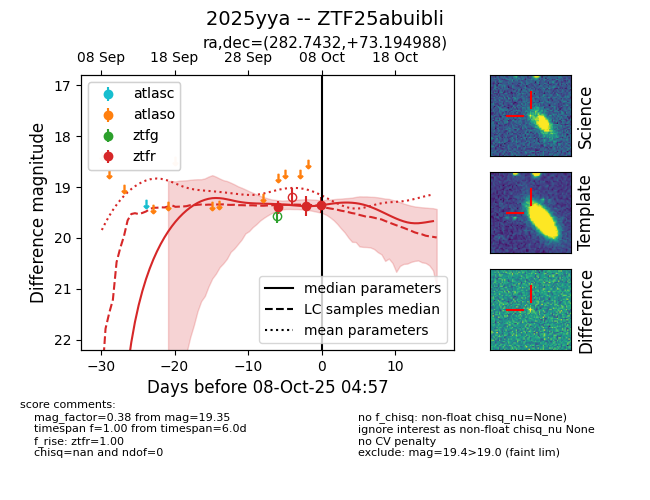 2025yya -- ZTF25abuibli
ra,dec=(282.7432,+73.194988)
08 Sep 18 Sep 28 Sep 08 Oct 18 Oct
17
18
19
20
21
22
Difference magnitude
atlasc
atlaso
ztfg
ztfr
median parameters
LC samples median
mean parameters
−30 −20 −10 0 10
Days before 08-Oct-25 04:57
Science
Template
Difference
score comments:
mag_factor=0.38 from mag=19.35
timespan f=1.00 from timespan=6.0d
f_rise: ztfr=1.00
chisq=nan and ndof=0
no f_chisq: non-float chisq_nu=None)
ignore interest as non-float chisq_nu None
no CV penalty
exclude: mag=19.4>19.0 (faint lim)